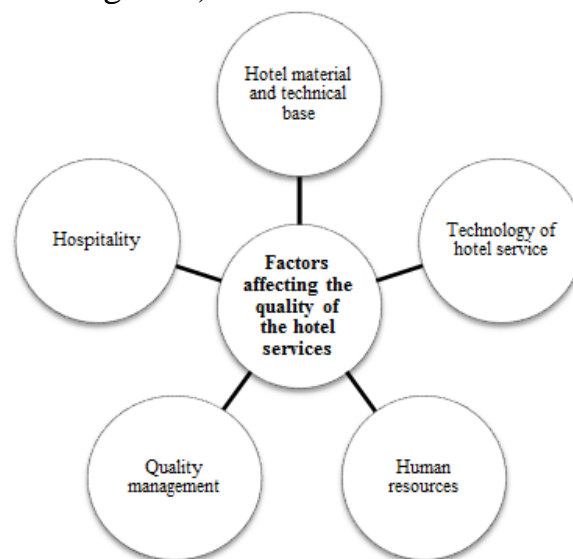 Hotel material
and technical
base
Hospitality
Technology of
hotel service
Factors
affecting the
quality of
the hotel
services
Quality
management
Human
resources